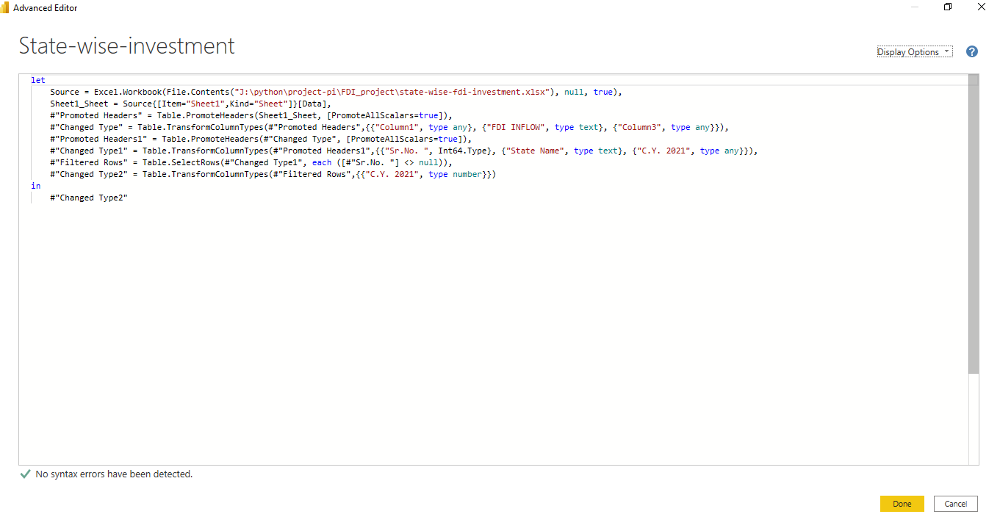 Advanced Editor
State-wise-investment
Display Options
?
let
Source = Excel.Workbook(File.Contents("J:\python\project-pi\FDI_project\state-wise-fdi-investment.xlsx"), null, true),
Sheet1_Sheet = Source{[Item="Sheet1",Kind="Sheet"]}[Data],
#"Promoted Headers" = Table.PromoteHeaders(Sheet1_Sheet, [PromoteAllScalars=true]),
#"Changed Type" = Table.TransformColumnTypes(#"Promoted Headers",{{"Column1", type any}, {"FDI INFLOW", type text}, {"Column3", type any}}),
#"Promoted Headers1" = Table.PromoteHeaders(#"Changed Type", [PromoteAllScalars=true]),
#"Changed Type1" = Table.TransformColumnTypes(#"Promoted Headers1",{{"Sr.No. ", Int64.Type}, {"State Name", type text}, {"C.Y. 2021", type any}}),
#"Filtered Rows" = Table.SelectRows(#"Changed Type1", each ([#"Sr.No. "] <> null)),
#"Changed Type2" = Table.TransformColumnTypes(#"Filtered Rows",{{"C.Y. 2021", type number}})
in
#"Changed Type2"
No syntax errors have been detected.
Done
Cancel